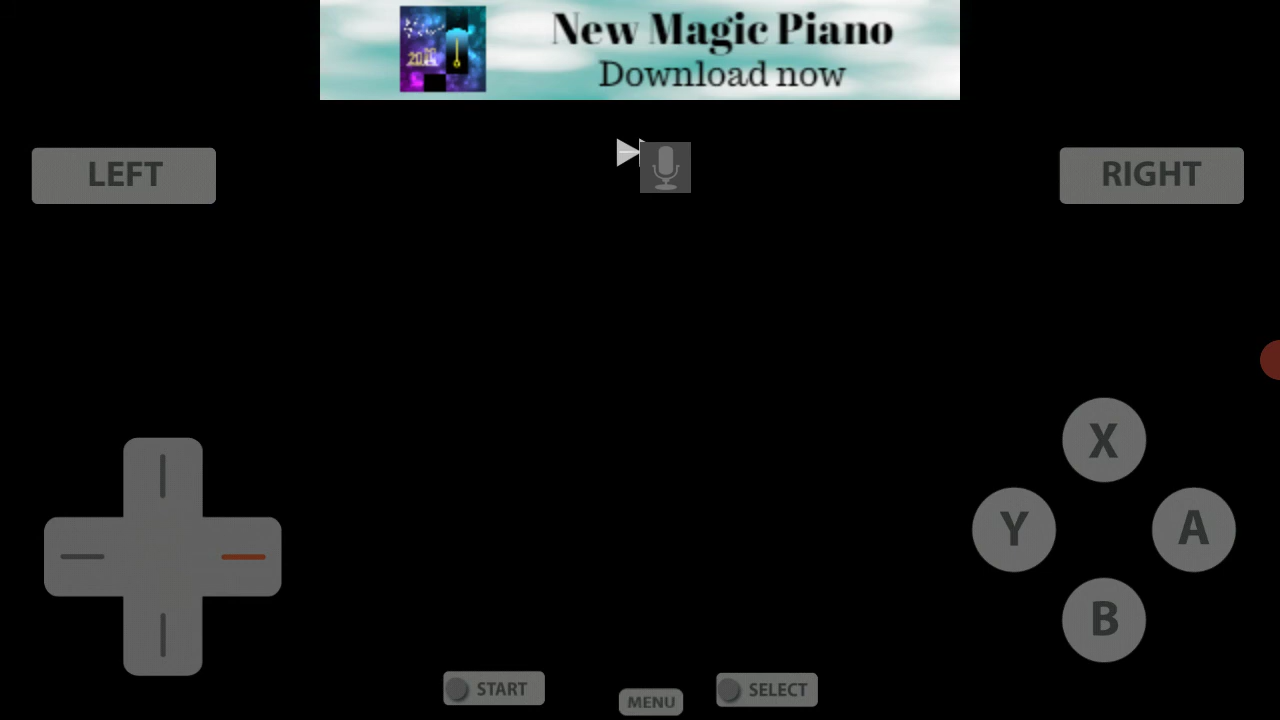 New Magic Piano
Download now
LEFT
RIGHT
X
Y
A
B
START
SELECT
MENU